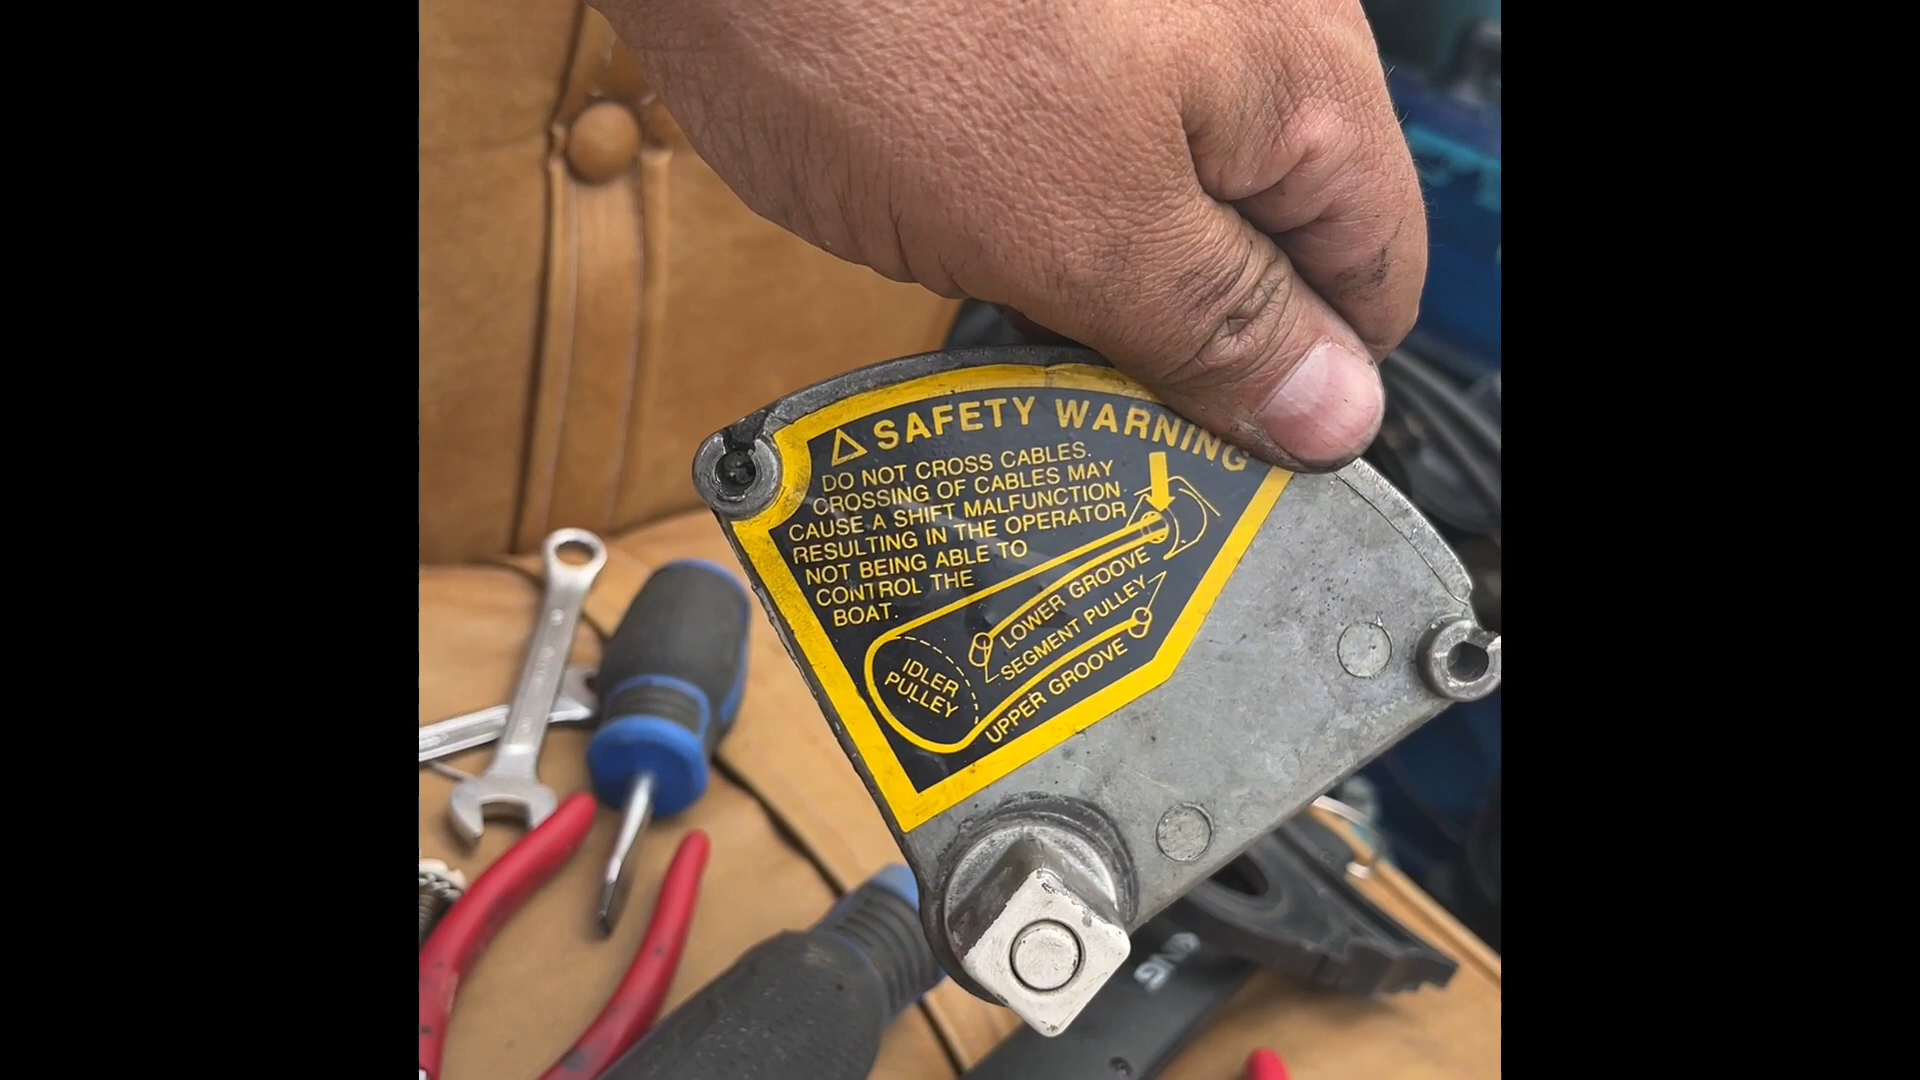 SAFETY WARNING
DO NOT CROSS CABLES.
CROSSING OF CABLES MAY
CAUSE A SHIFT MALFUNCTION
RESULTING IN THE OPERATOR
NOT BEING ABLE TO
CONTROL THE
BOAT.
LOWER GROOVE
SEGMENT PULLEY
UPPER GROOVE
IDLER
PULLEY